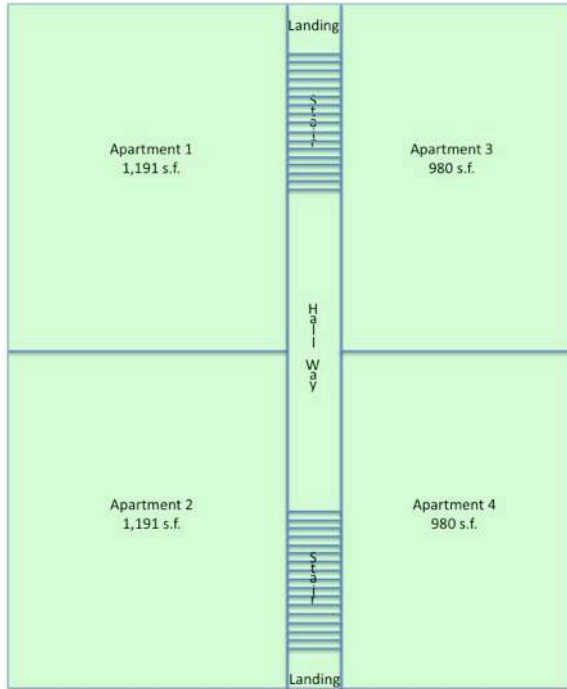 Landing
Stair
Apartment 1
1,191 s.f.
Apartment 3
980 s.f.
Hall Way
Apartment 2
1,191 s.f.
Apartment 4
980 s.f.
Stair
Landing